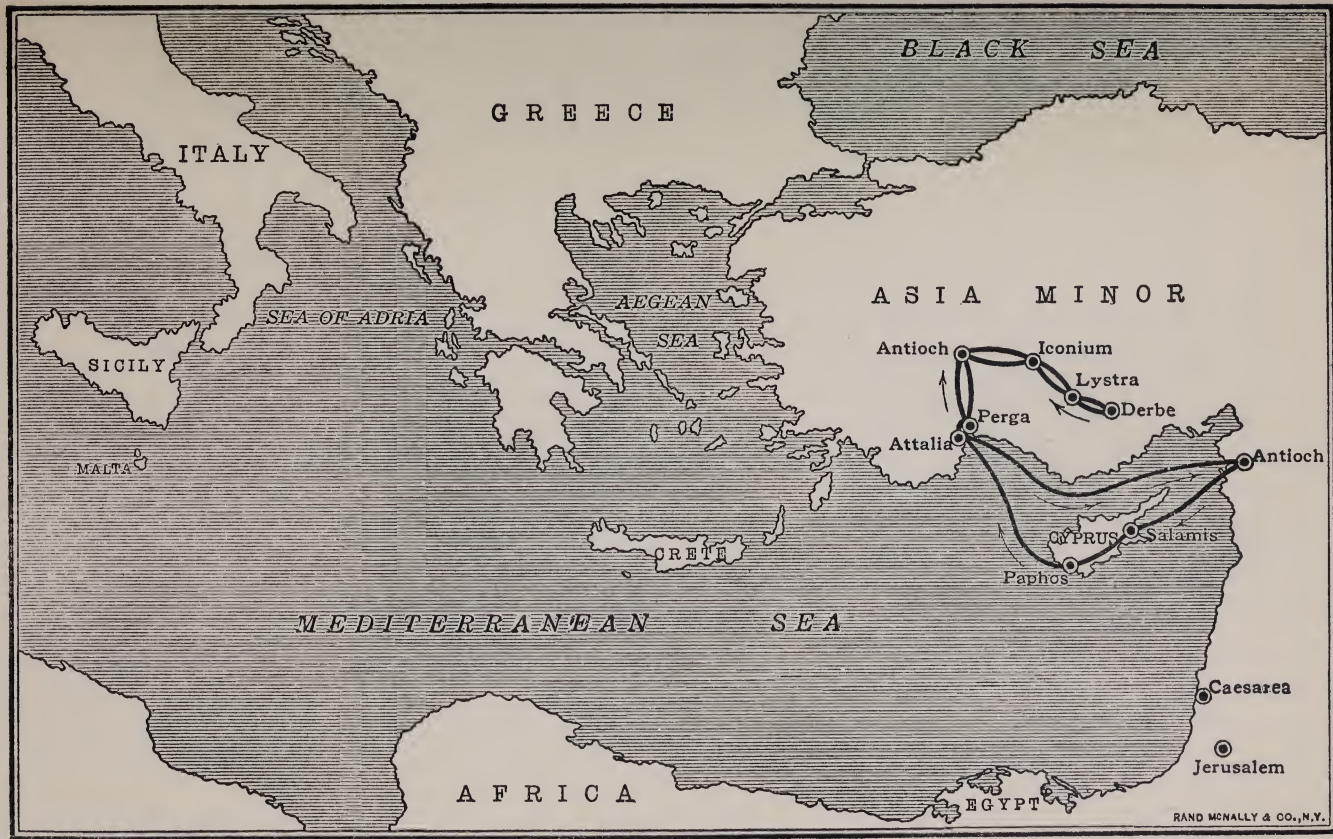 BLACK SEA
GREECE
ITALY
ASIA MINOR
AEGEAN
SEA
SEA OF ADRIA
Antioch
Iconium
SICILY
Lystra
Derbe
Perga
Attalia
Antioch
MALTA
CYPRUS
Salamis
CRETE
Paphos
MEDITERRANEAN SEA
Caesarea
Jerusalem
AFRICA
EGYPT
RAND MCNALLY & CO., N.Y.